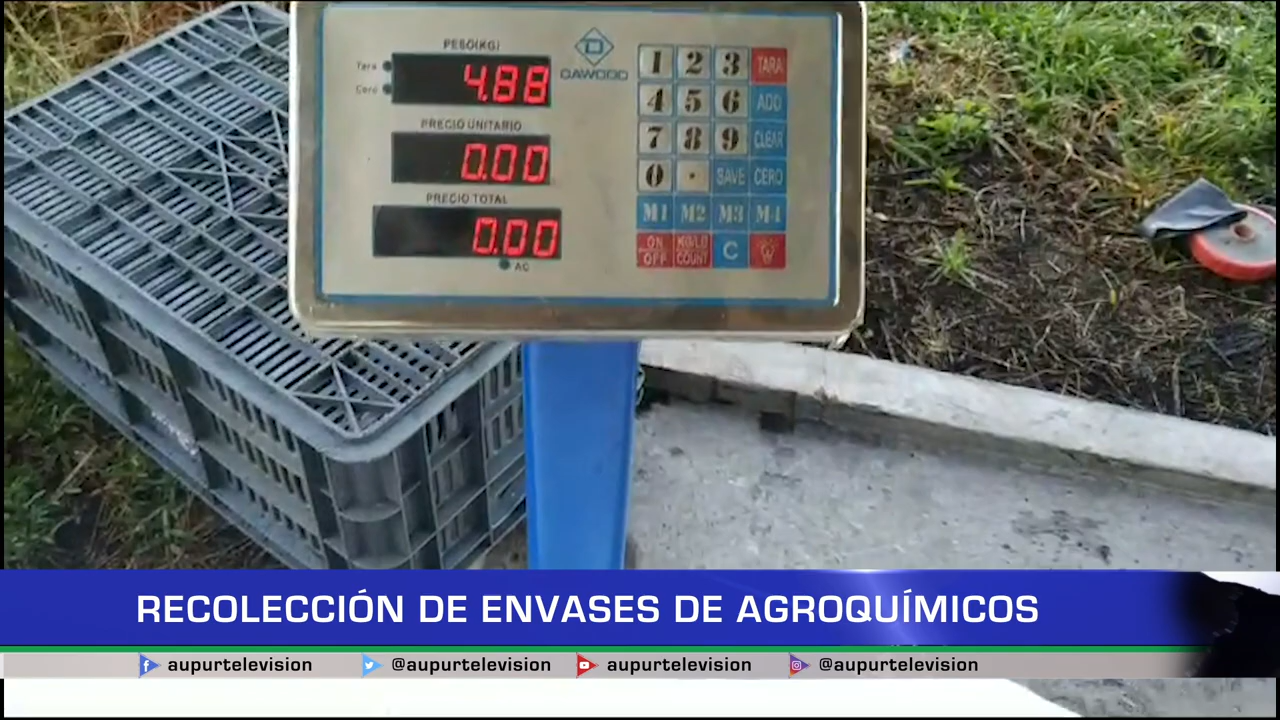 PESO(KG)
Tara
4.88
Cero
DAWOOD
PRECIO UNITARIO
0.00
PRECIO TOTAL
0.00
AC
1 2 3 TARA
4 5 6 ADD
7 8 9 CLEAR
0 . SAVE CERO
M1 M2 M3 M4
ON OFF KG/LB COUNT C
RECOLECCIÓN DE ENVASES DE AGROQUÍMICOS
aupurtelevision @aupurtelevision aupurtelevision @aupurtelevision